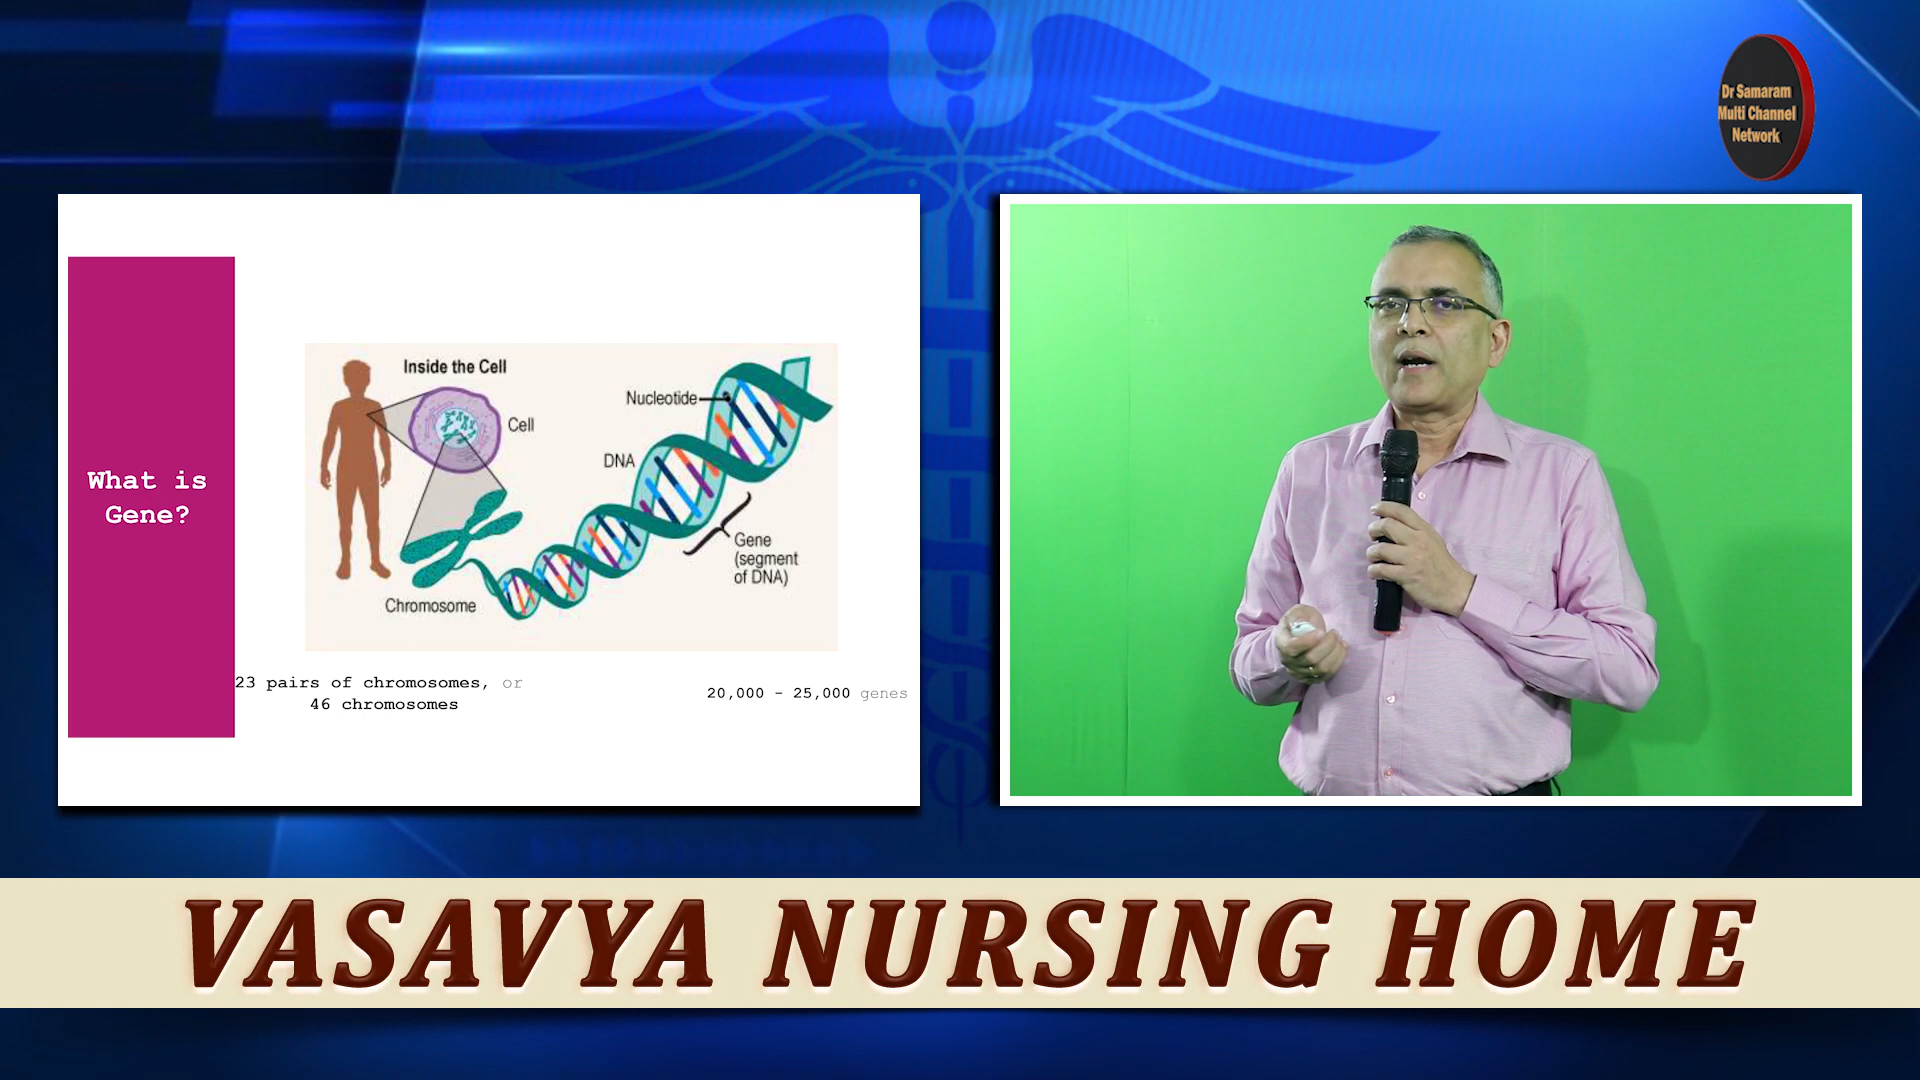 Dr Samaram
Multi Channel
Network
What is
Gene?
Inside the Cell
Cell
Nucleotide
DNA
Gene
(segment
of DNA)
Chromosome
23 pairs of chromosomes, or
46 chromosomes
20,000 - 25,000 genes
VASAVYA NURSING HOME